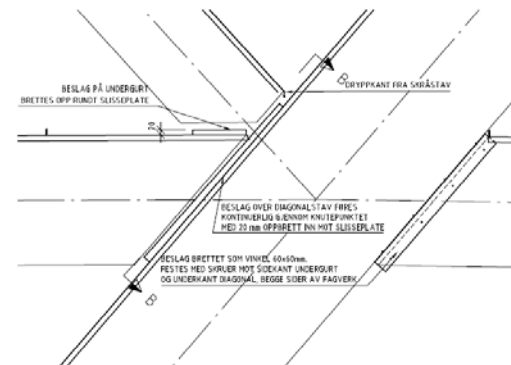 BESLAG PÅ UNDERGURT
BRETTES OPP RUNDT SLISSEPLATE
B
DRYPPKANT FRA SKRÅSTAV
20
BESLAG OVER DIAGONALSTAV FØRES
KONTINUERLIG GJENNOM KNUTEPUNKTET
MED 20 mm OPPBRETT INN MOT SLISSEPLATE
BESLAG BRETTET SOM VINKEL 60x60mm.
FESTES MED SKRUER MOT SIDEKANT UNDERGURT
OG UNDERKANT DIAGONAL, BEGGE SIDER AV FAGVERK
B